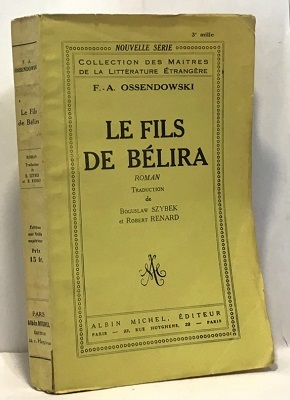 3e mille
NOUVELLE SÉRIE
COLLECTION DES MAITRES
DE LA LITTÉRATURE ÉTRANGÈRE
F.-A. OSSENDOWSKI
LE FILS
DE BÉLIRA
ROMAN
TRADUCTION
de
BOGUSLAW SZYBEK
et ROBERT RENARD
AM
ALBIN MICHEL, ÉDITEUR
PARIS — 22, RUE HUYGHENS, 22 — PARIS
F.-A.
OSSENDOWSKI
Le Fils
de Bélira
ROMAN
Prix
15 fr.
PARIS
Albin MICHEL